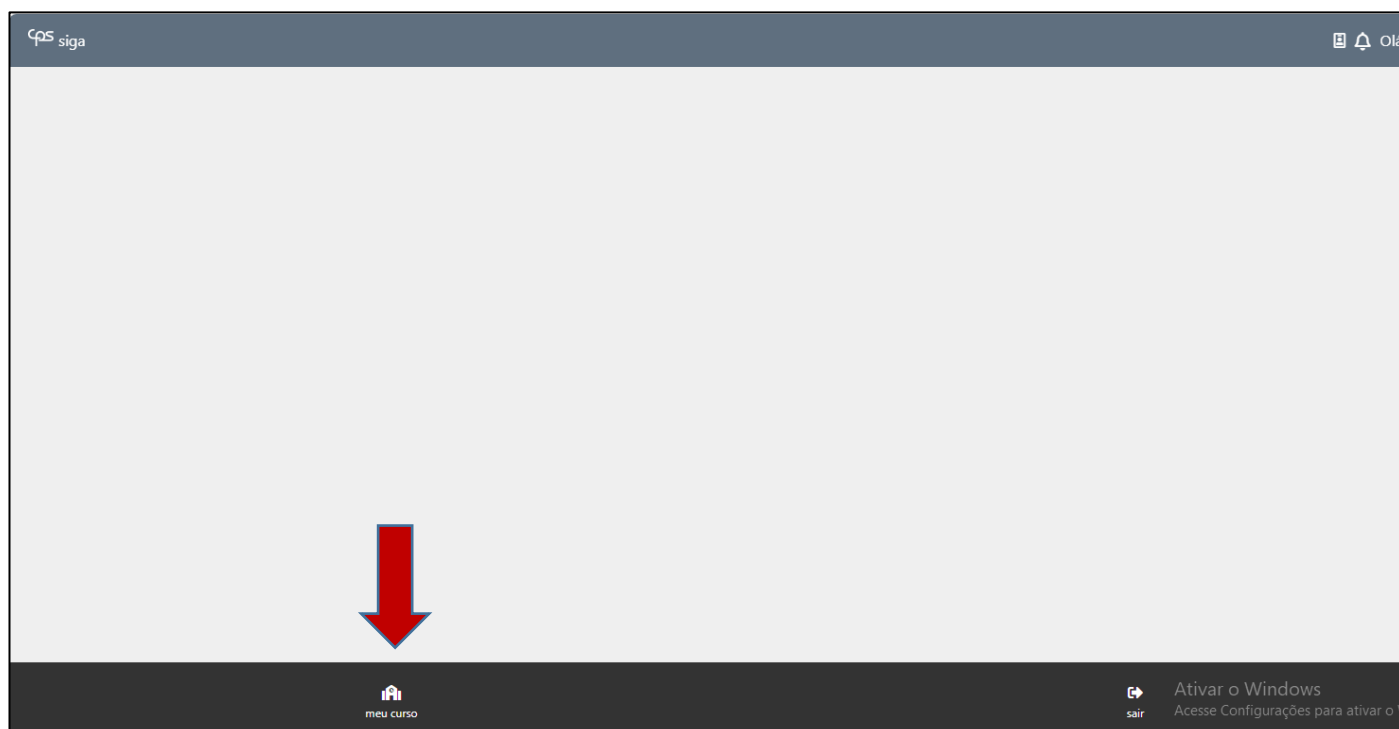 cps siga
Olá
meu curso
sair
Ativar o Windows
Acesse Configurações para ativar o